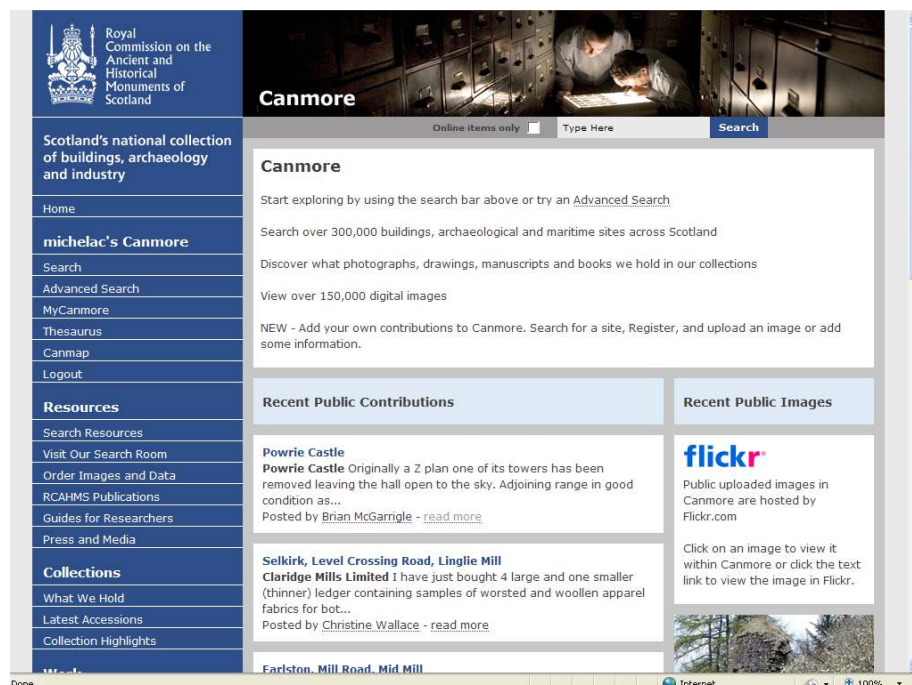 Royal
Commission on the
Ancient and
Historical
Monuments of
Scotland
Canmore
Online items only
Type Here
Search
Scotland's national collection
of buildings, archaeology
and industry
Home
michelac's Canmore
Search
Advanced Search
MyCanmore
Thesaurus
Canmap
Logout
Resources
Search Resources
Visit Our Search Room
Order Images and Data
RCAHMS Publications
Guides for Researchers
Press and Media
Collections
What We Hold
Latest Accessions
Collection Highlights
Canmore
Start exploring by using the search bar above or try an Advanced Search
Search over 300,000 buildings, archaeological and maritime sites across Scotland
Discover what photographs, drawings, manuscripts and books we hold in our collections
View over 150,000 digital images
NEW - Add your own contributions to Canmore. Search for a site, Register, and upload an image or add
some information.
Recent Public Contributions
Powrie Castle
Powrie Castle Originally a Z plan one of its towers has been
removed leaving the hall open to the sky. Adjoining range in good
condition as...
Posted by Brian McGarrigle - read more
Selkirk, Level Crossing Road, Linglie Mill
Claridge Mills Limited I have just bought 4 large and one smaller
(thinner) ledger containing samples of worsted and woollen apparel
fabrics for bot...
Posted by Christine Wallace - read more
Earlston, Mill Road, Mid Mill
Recent Public Images
flickr
Public uploaded images in
Canmore are hosted by
Flickr.com
Click on an image to view it
within Canmore or click the text
link to view the image in Flickr.
Done
Internet
100%